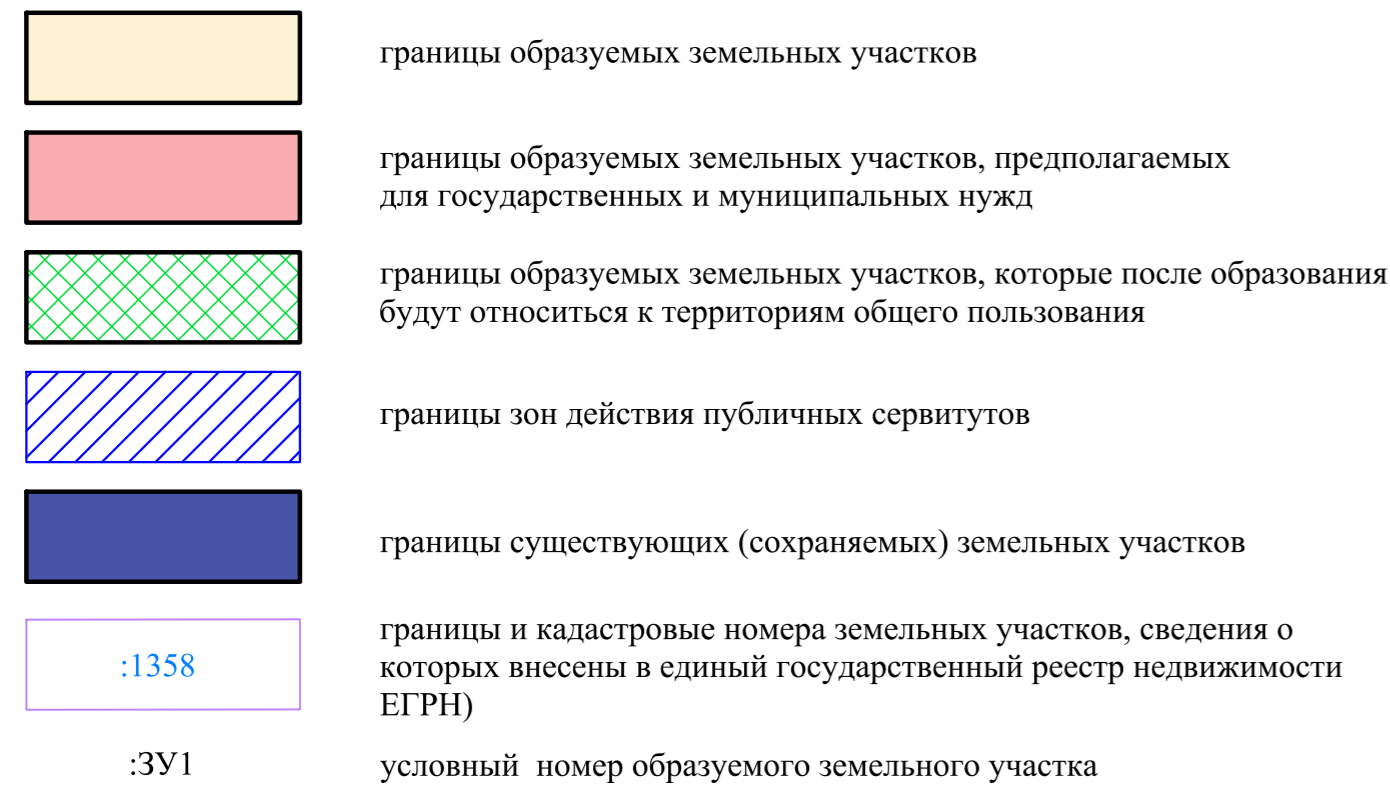 границы образуемых земельных участков
границы образуемых земельных участков, предполагаемых
для государственных и муниципальных нужд
границы образуемых земельных участков, которые после образования
будут относиться к территориям общего пользования
границы зон действия публичных сервитутов
границы существующих (сохраняемых) земельных участков
:1358
границы и кадастровые номера земельных участков, сведения о
которых внесены в единый государственный реестр недвижимости
ЕГРН)
:ЗУ1
условный номер образуемого земельного участка